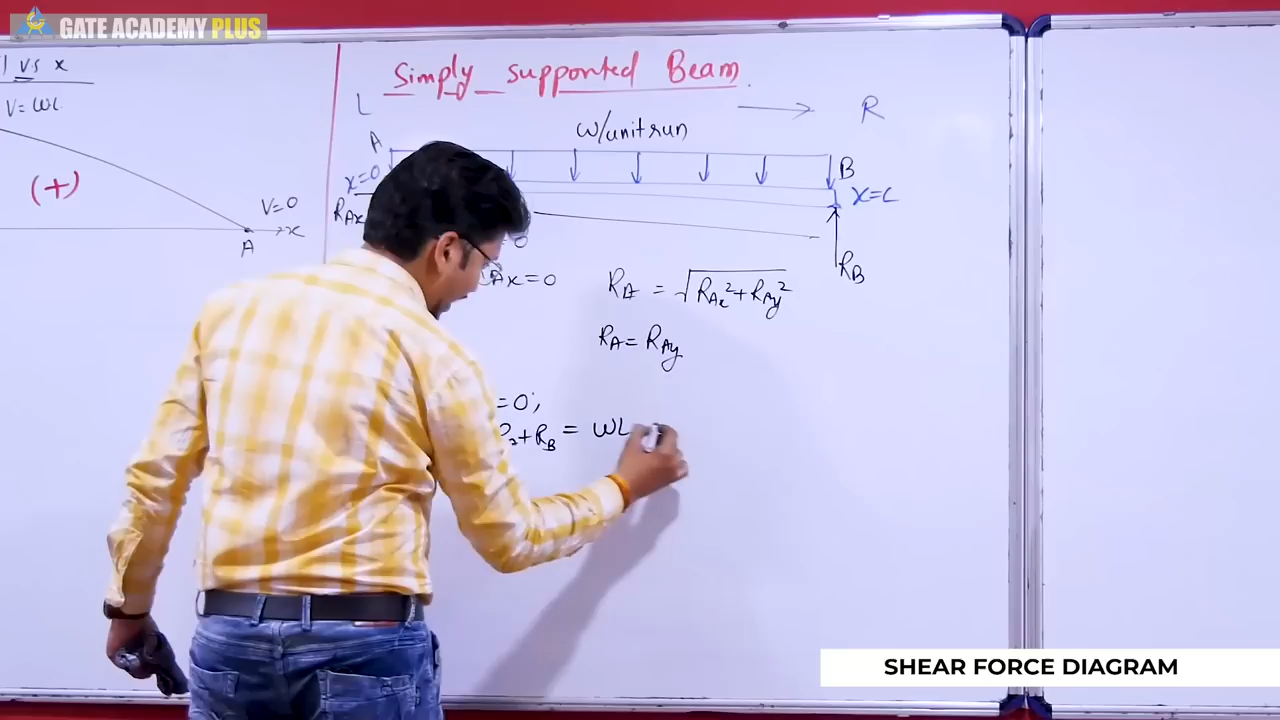 GATE ACADEMY PLUS
vs x
V=WL
(+)
V=0
x
A
Simply supported Beam
L
R
w/unit run
A
B
x=0
x=L
RAx
RB
=0
RA = √RAx²+RAy²
RA = RAy
=0;
+RB = WL
SHEAR FORCE DIAGRAM